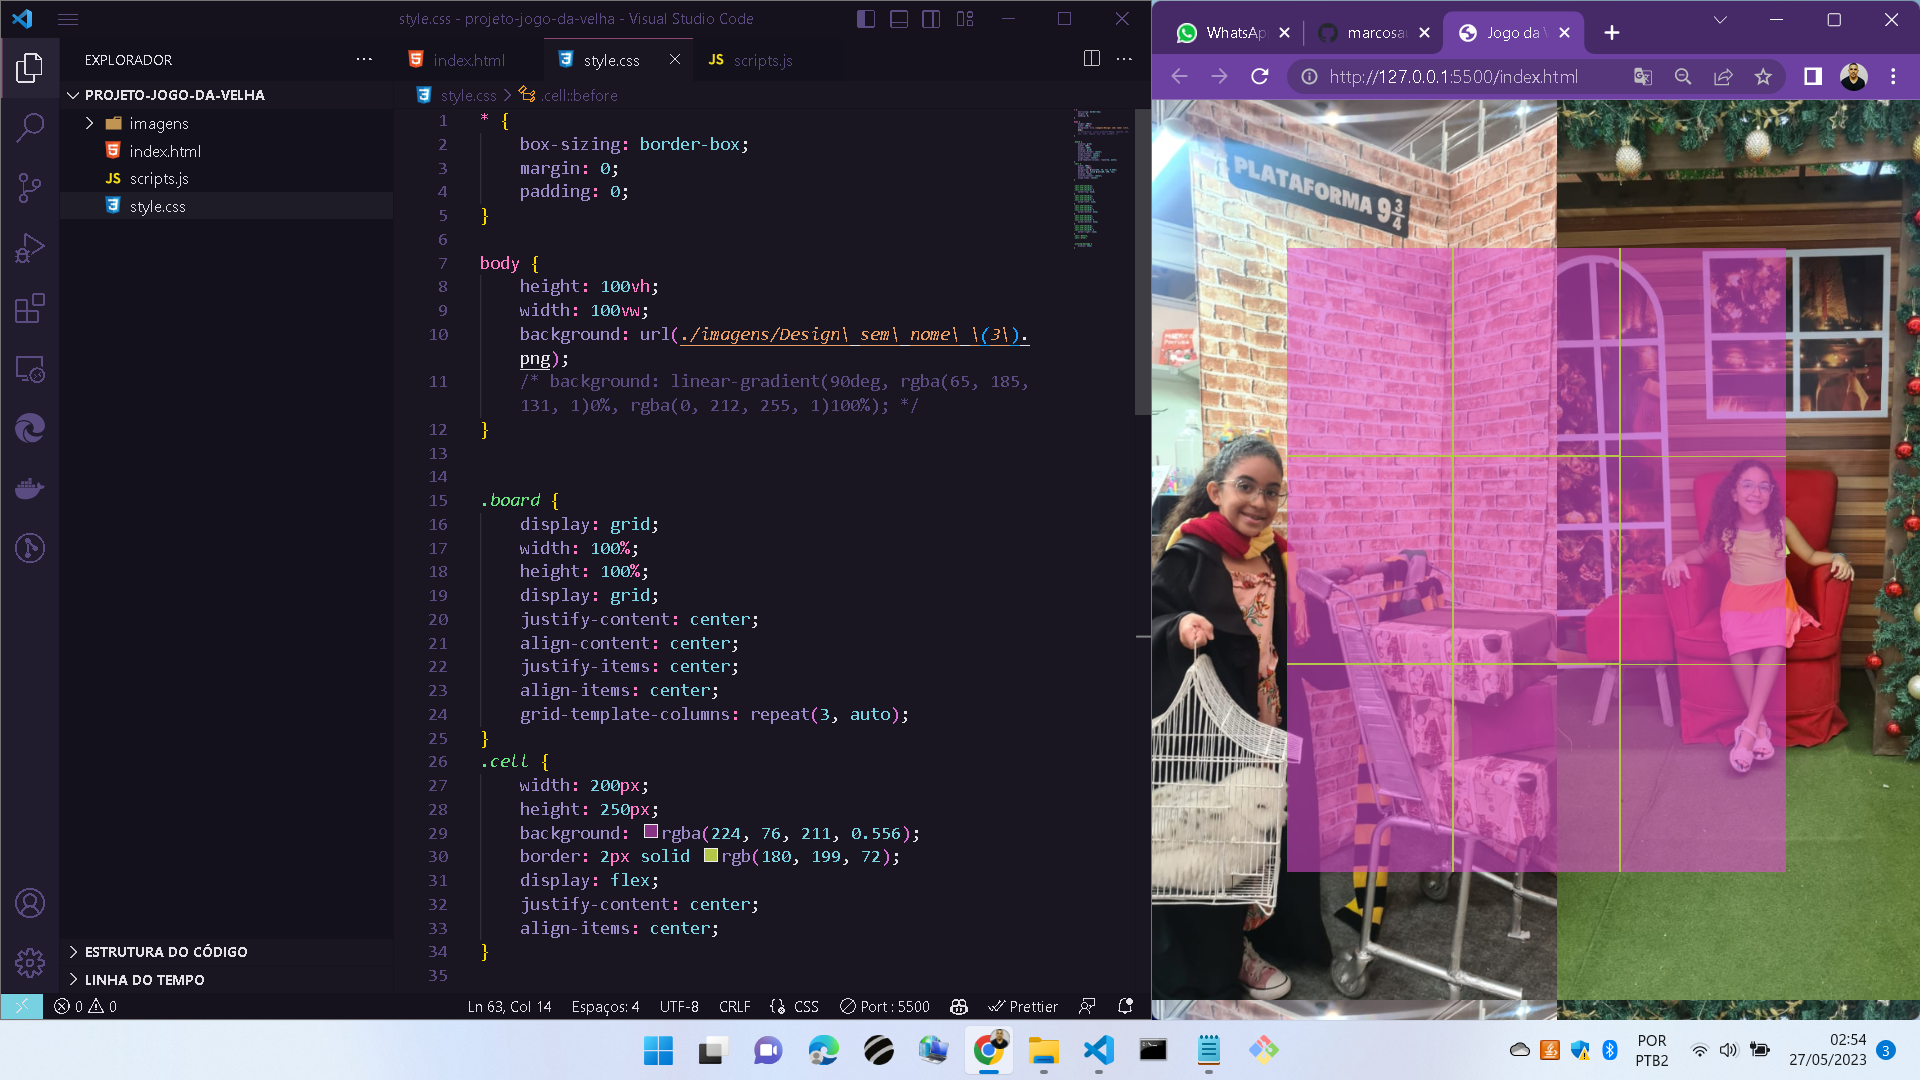 style.css - projeto-jogo-da-velha - Visual Studio Code
EXPLORADOR
PROJETO-JOGO-DA-VELHA
imagens
index.html
JS scripts.js
style.css
ESTRUTURA DO CÓDIGO
LINHA DO TEMPO
index.html
style.css
JS scripts.js
style.css > .cell::before
1 * {
2 box-sizing: border-box;
3 margin: 0;
4 padding: 0;
5 }
6
7 body {
8 height: 100vh;
9 width: 100vw;
10 background: url(./imagens/Design\ sem\ nome\ \(3\).
png);
11 /* background: linear-gradient(90deg, rgba(65, 185,
131, 1)0%, rgba(0, 212, 255, 1)100%); */
12 }
13
14
15 .board {
16 display: grid;
17 width: 100%;
18 height: 100%;
19 display: grid;
20 justify-content: center;
21 align-content: center;
22 justify-items: center;
23 align-items: center;
24 grid-template-columns: repeat(3, auto);
25 }
26 .cell {
27 width: 200px;
28 height: 250px;
29 background: rgba(224, 76, 211, 0.556);
30 border: 2px solid rgb(180, 199, 72);
31 display: flex;
32 justify-content: center;
33 align-items: center;
34 }
35
0 0
Ln 63, Col 14 Espaços: 4 UTF-8 CRLF CSS Port : 5500 Prettier
WhatsAp
marcosa
Jogo da V
http://127.0.0.1:5500/index.html
PLATAFORMA 9 3/4
POR
PTB2
02:54
27/05/2023
3